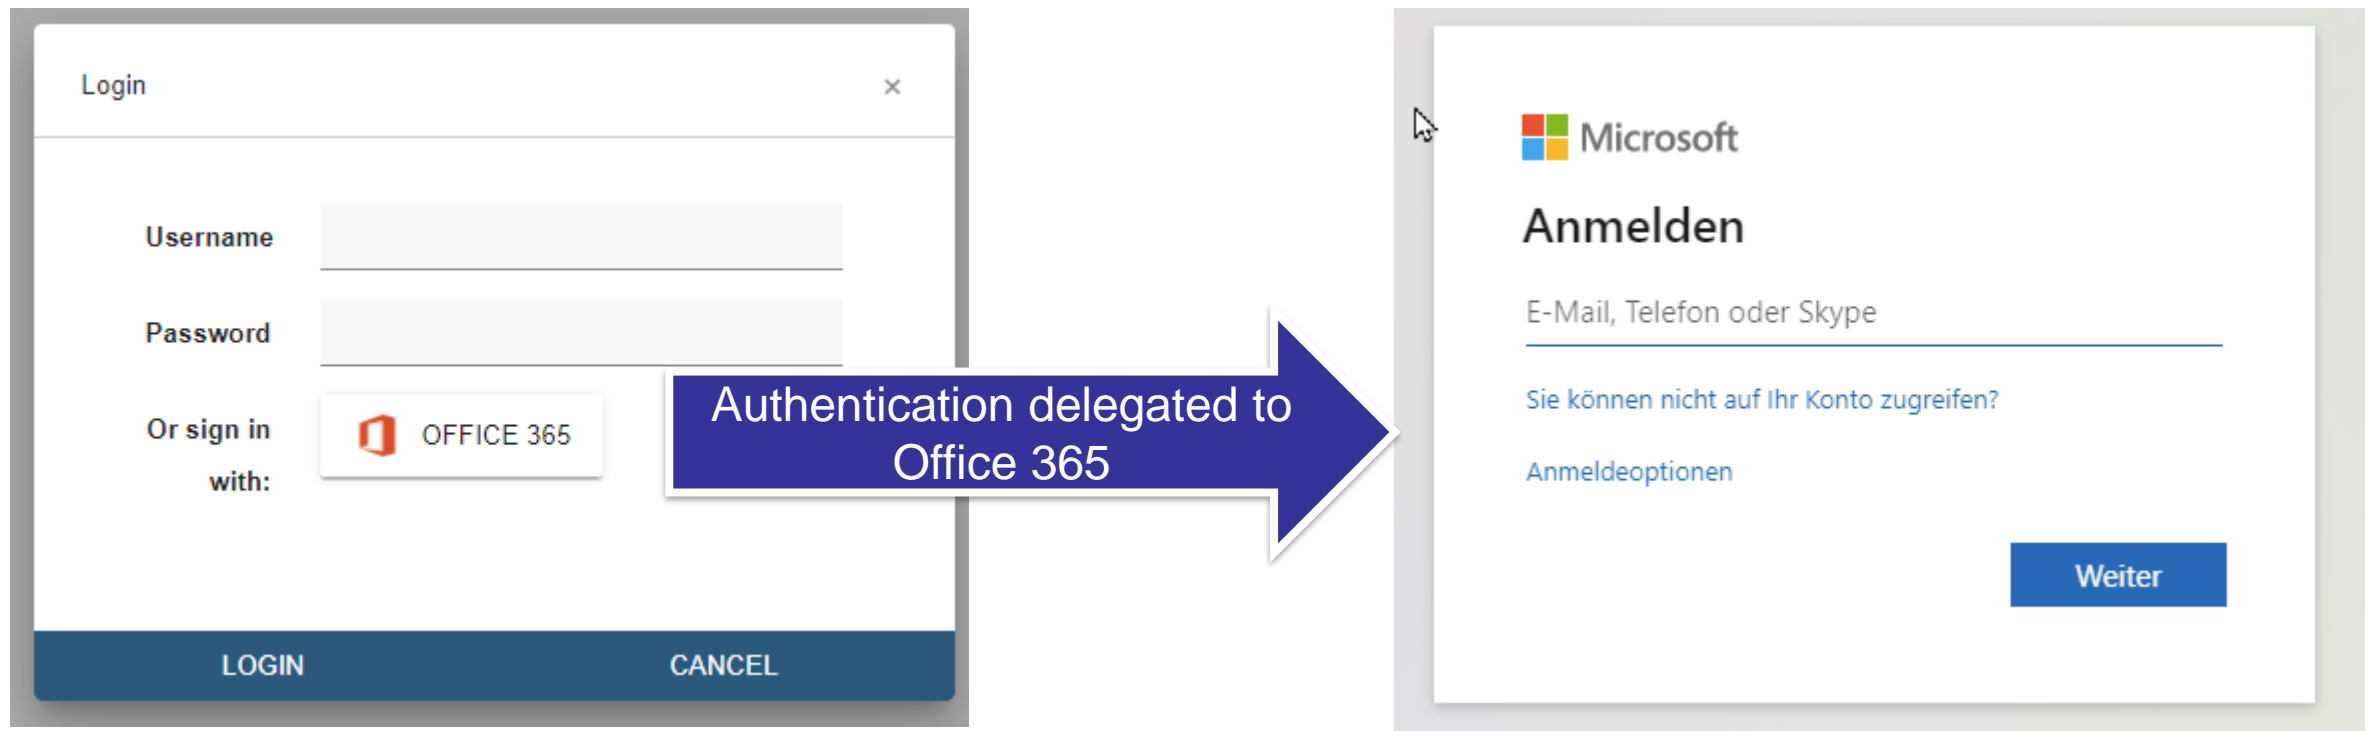 Login
×
Username
Password
Or sign in
with:
OFFICE 365
LOGIN
CANCEL
Authentication delegated to
Office 365
Microsoft
Anmelden
E-Mail, Telefon oder Skype
Sie können nicht auf Ihr Konto zugreifen?
Anmeldeoptionen
Weiter